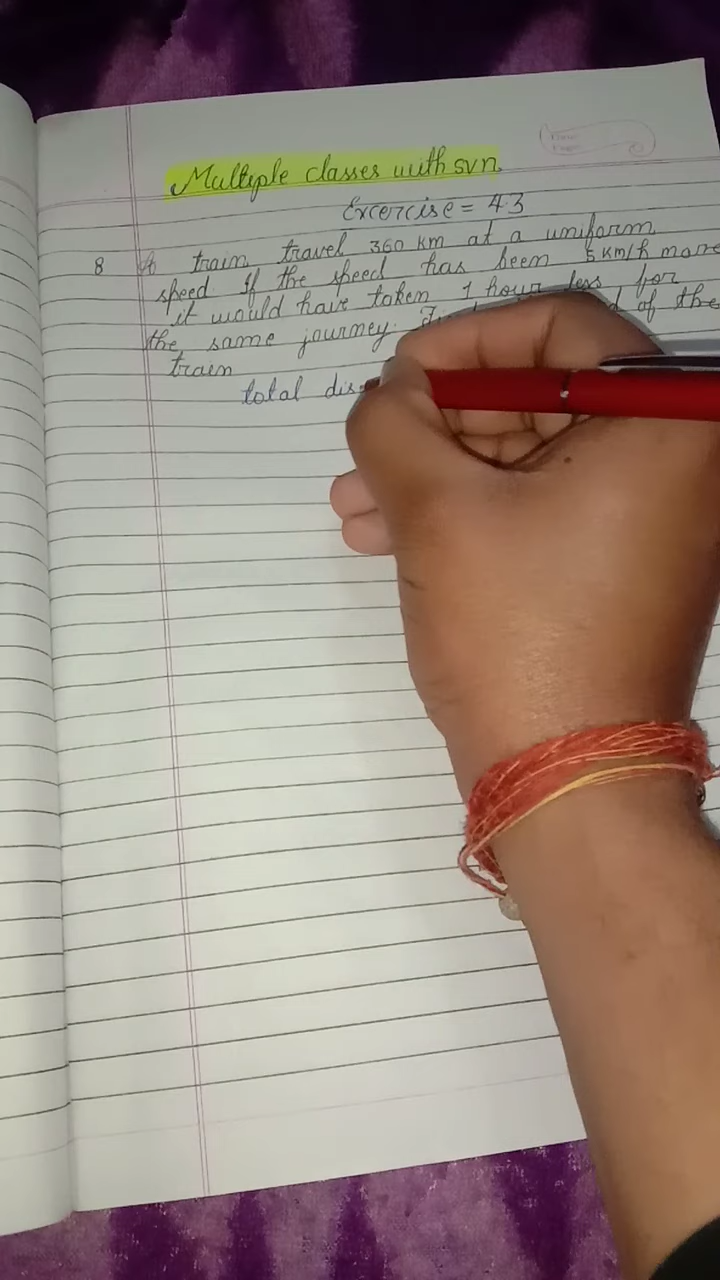 Multiple classes with svn
Excercise = 43
8 A train travel 360 km at a uniform
speed. If the speed has been 5 km/h more
it would have taken 1 hour less for
the same journey. d of the
train
total dis